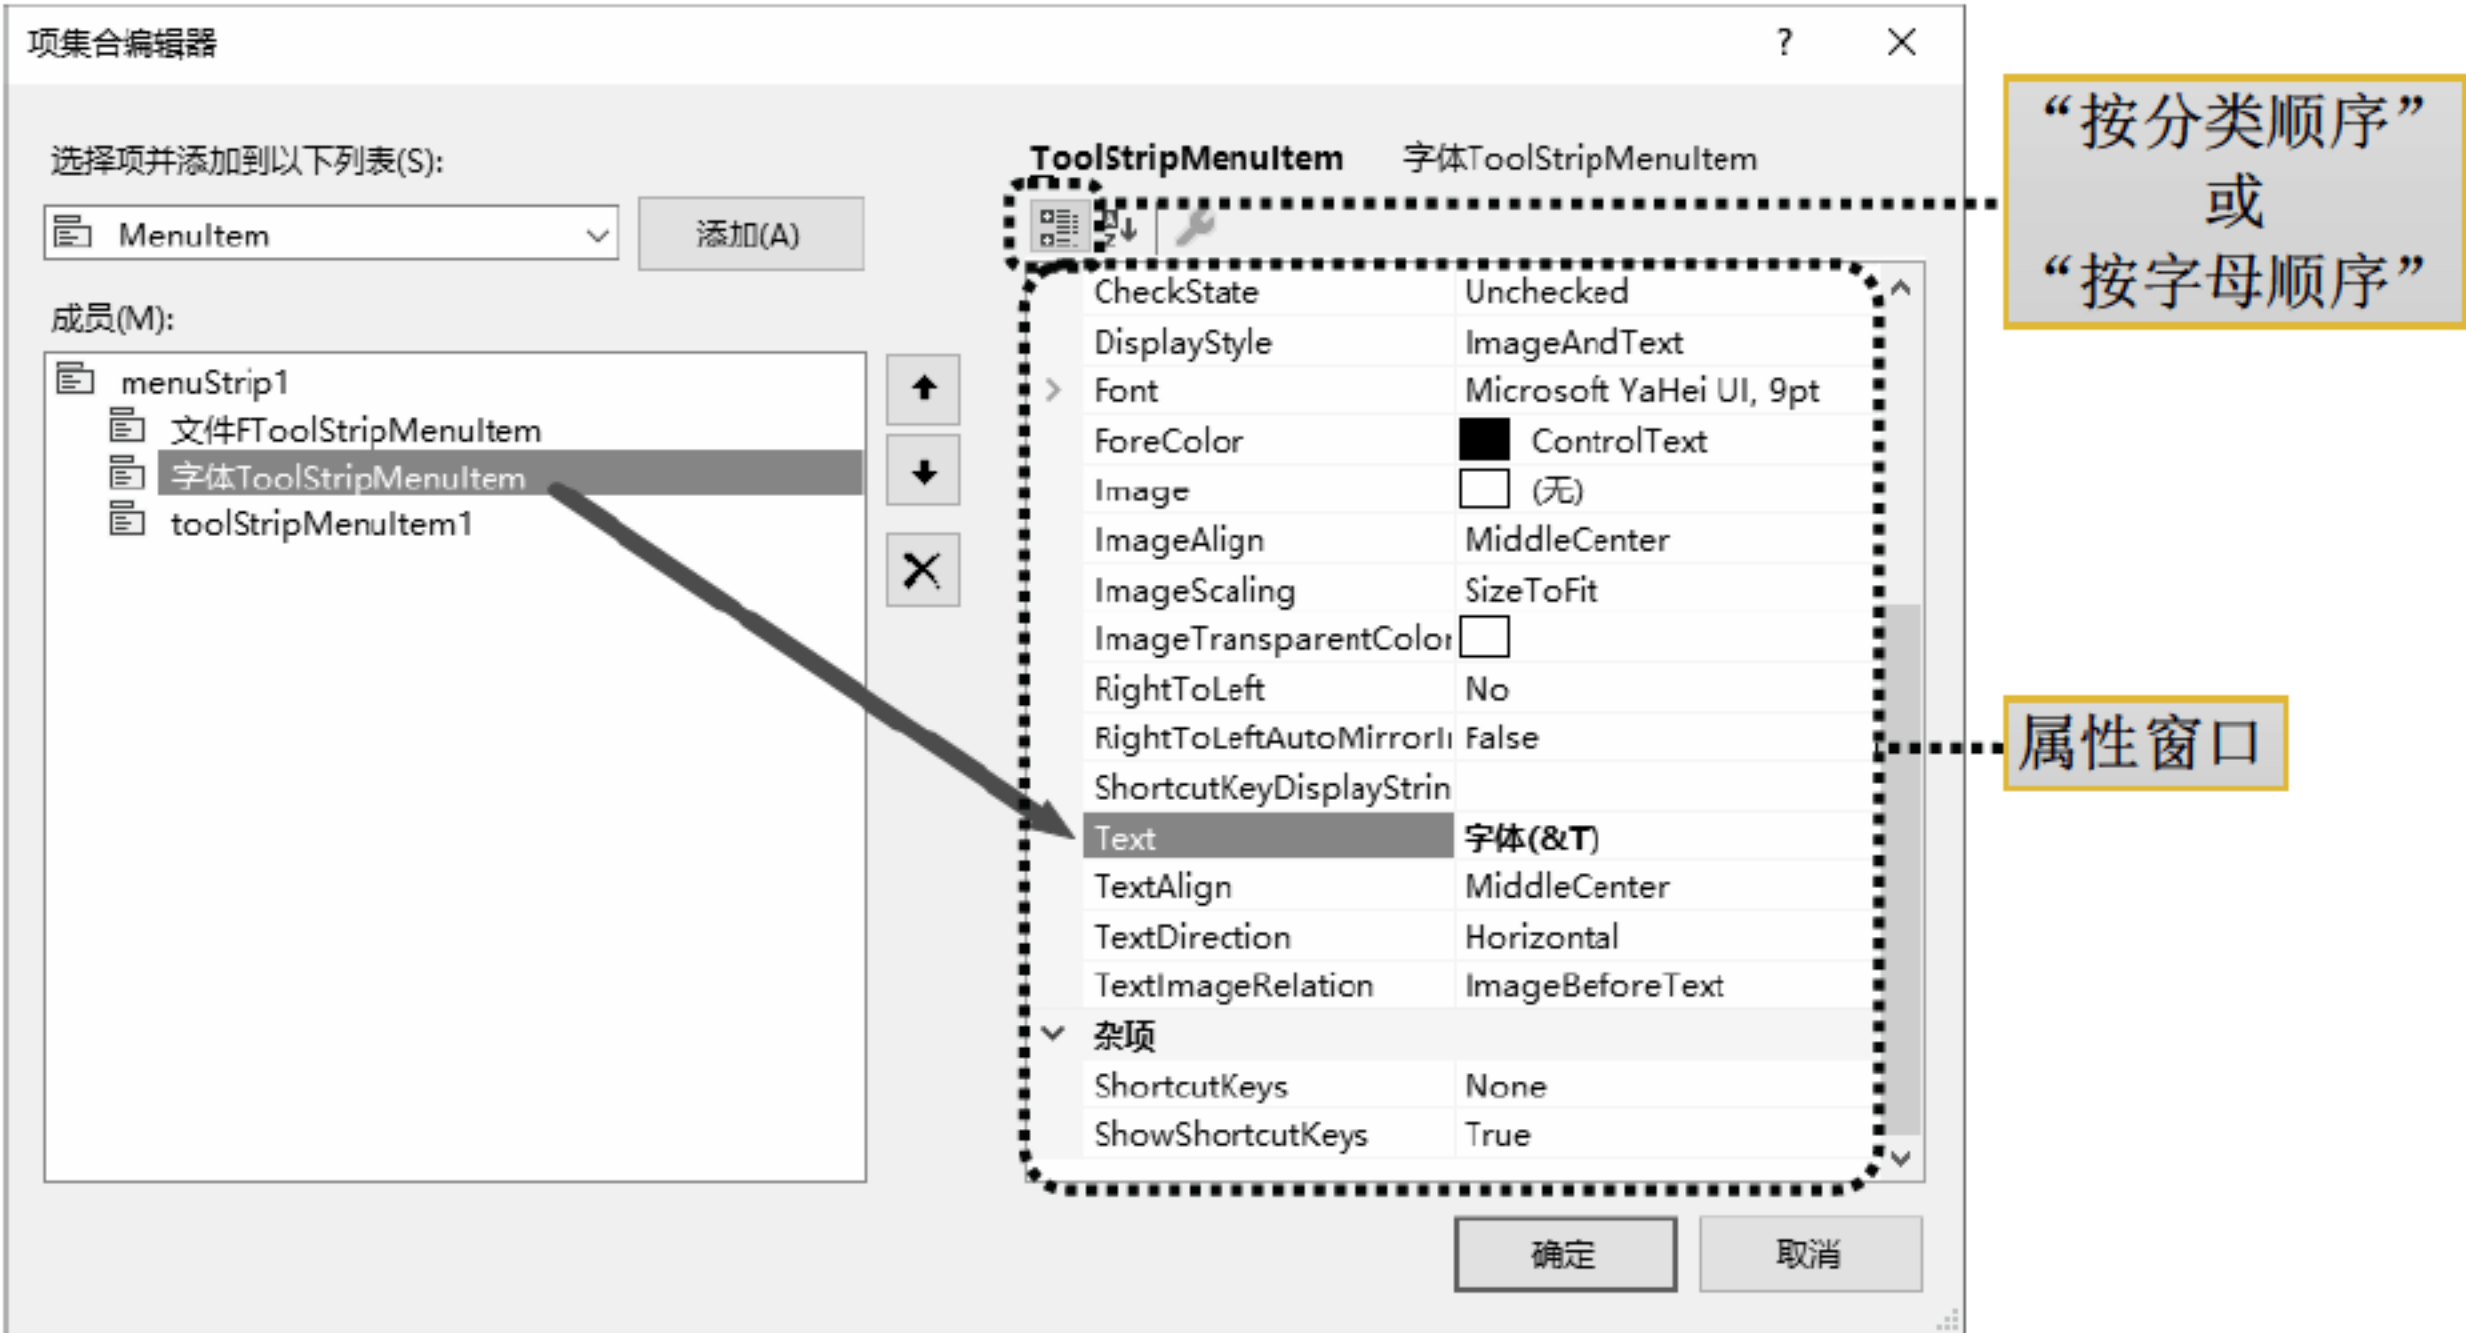 项集合编辑器
?
选择项并添加到以下列表(S):
MenuItem
添加(A)
成员(M):
menuStrip1
文件FToolStripMenuItem
字体ToolStripMenuItem
toolStripMenuItem1
ToolStripMenuItem 字体ToolStripMenuItem
CheckState Unchecked
DisplayStyle ImageAndText
Font Microsoft YaHei UI, 9pt
ForeColor ControlText
Image (无)
ImageAlign MiddleCenter
ImageScaling SizeToFit
ImageTransparentColor
RightToLeft No
RightToLeftAutoMirrorI False
ShortcutKeyDisplayStrin
Text 字体(&T)
TextAlign MiddleCenter
TextDirection Horizontal
TextImageRelation ImageBeforeText
杂项
ShortcutKeys None
ShowShortcutKeys True
确定
取消
“按分类顺序”
或
“按字母顺序”
属性窗口